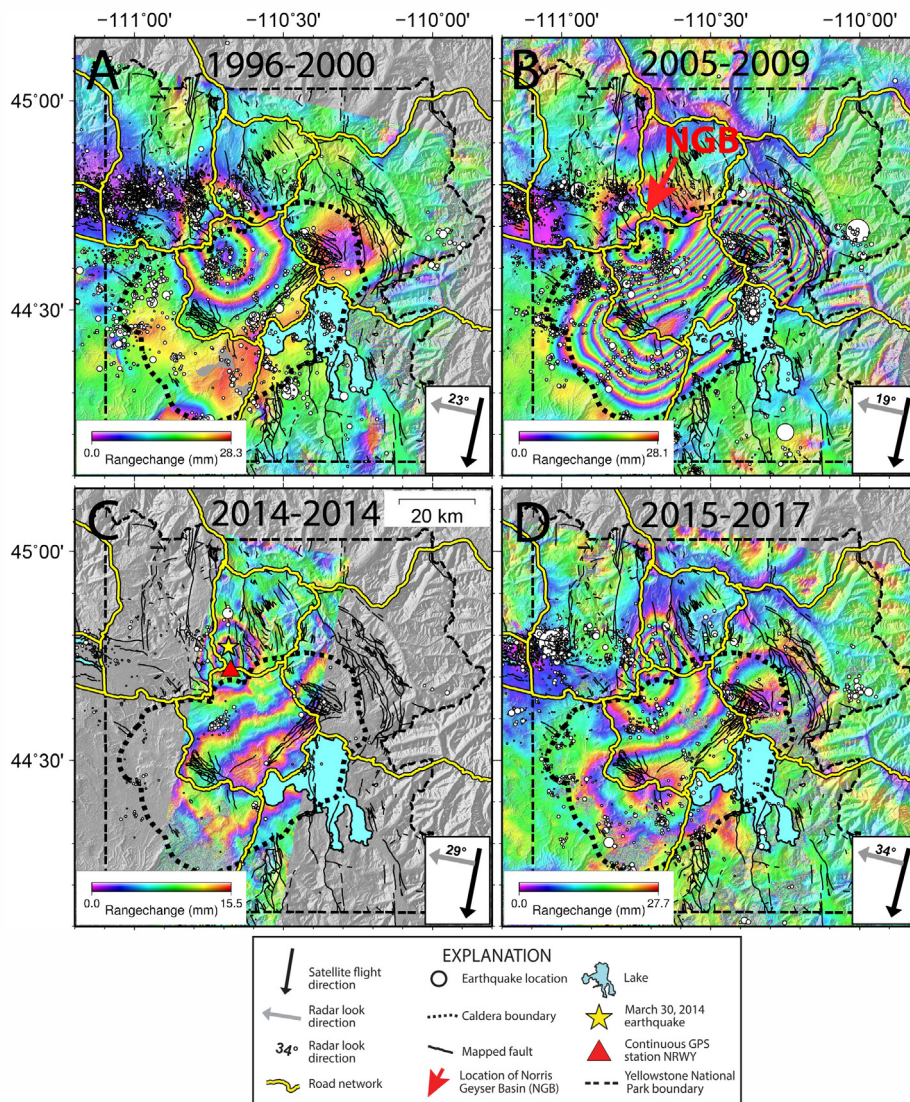 −111°00' −110°30' −110°00' −111°00' −110°30' −110°00'
A 1996-2000
B 2005-2009
45°00'
NGB
44°30'
23°
0.0 28.3
Rangechange (mm)
19°
0.0 28.1
Rangechange (mm)
C 2014-2014
20 km
D 2015-2017
45°00'
44°30'
29°
0.0 15.5
Rangechange (mm)
34°
0.0 27.7
Rangechange (mm)
EXPLANATION
Satellite flight
direction
Radar look
direction
34° Radar look
direction
Road network
Earthquake location
Caldera boundary
Mapped fault
Location of Norris
Geyser Basin (NGB)
Lake
March 30, 2014
earthquake
Continuous GPS
station NRWY
Yellowstone National
Park boundary